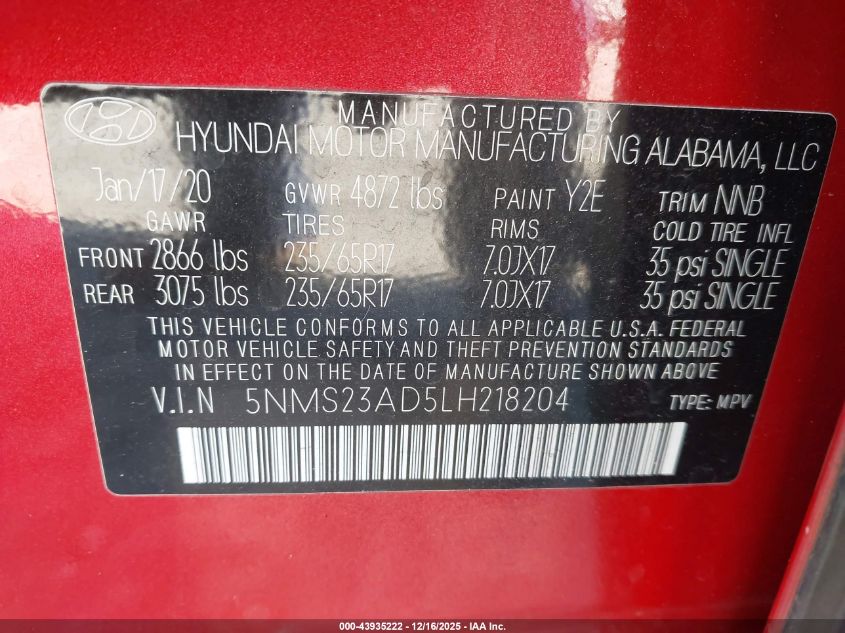 MANUFACTURED BY
HYUNDAI MOTOR MANUFACTURING ALABAMA, LLC
Jan/17/20 GVWR 4872 lbs PAINT Y2E TRIM NNB
GAWR TIRES RIMS COLD TIRE INFL
FRONT 2866 lbs 235/65R17 7.0JX17 35 psi SINGLE
REAR 3075 lbs 235/65R17 7.0JX17 35 psi SINGLE
THIS VEHICLE CONFORMS TO ALL APPLICABLE U.S.A. FEDERAL
MOTOR VEHICLE SAFETY AND THEFT PREVENTION STANDARDS
IN EFFECT ON THE DATE OF MANUFACTURE SHOWN ABOVE.
V.I.N 5NMS23AD5LH218204 TYPE: MPV
000-43935222 - 12/16/2025 - IAA Inc.